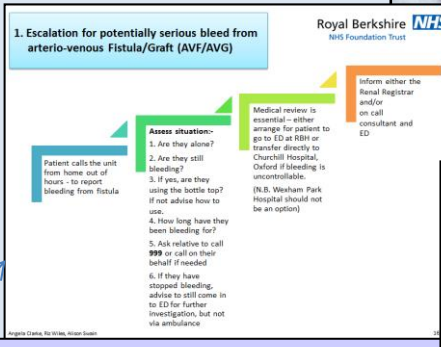 1. Escalation for potentially serious bleed from
arterio-venous Fistula/Graft (AVF/AVG)
Royal Berkshire NHS
NHS Foundation Trust
Patient calls the unit
from home out of
hours - to report
bleeding from fistula
Assess situation:-
1. Are they alone?
2. Are they still
bleeding?
3. If yes, are they
using the bottle top?
If not advise how to
use.
4. How long have they
been bleeding for?
5. Ask relative to call
999 or call on their
behalf if needed
6. If they have
stopped bleeding,
advise to still come in
to ED for further
investigation, but not
via ambulance
Medical review is
essential – either
arrange for patient to
go to ED at RBH or
transfer directly to
Churchill Hospital,
Oxford if bleeding is
uncontrollable.
(N.B. Wexham Park
Hospital should not
be an option)
Inform either the
Renal Registrar
and/or
on call
consultant and
ED
Angela Clarke, Roz Wiles, Alison Swain